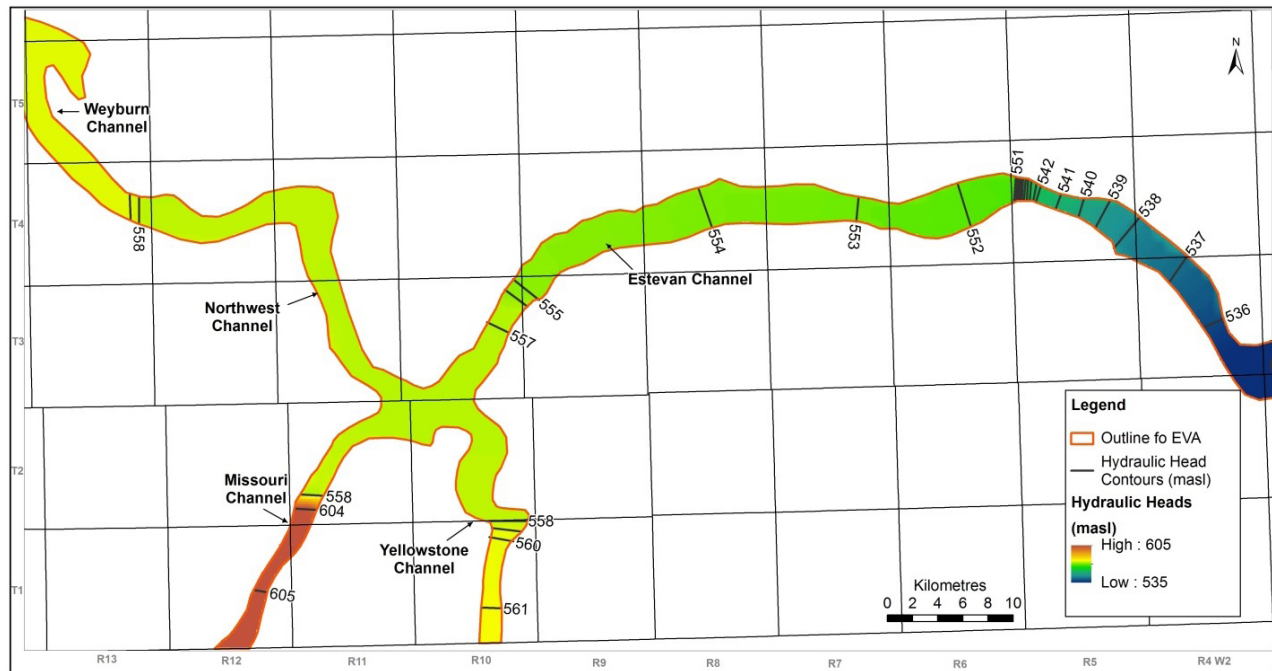 N
T5
Weyburn
Channel
558
T4
Northwest
Channel
T3
551
542
541
540
539
538
537
536
554
553
552
Estevan Channel
555
557
Legend
Outline fo EVA
Hydraulic Head
Contours (masl)
Hydraulic Heads
(masl)
High : 605
Low : 535
T2
Missouri
Channel
558
604
Yellowstone
Channel
558
560
605
561
T1
Kilometres
0 2 4 6 8 10
R13 R12 R11 R10 R9 R8 R7 R6 R5 R4 W2